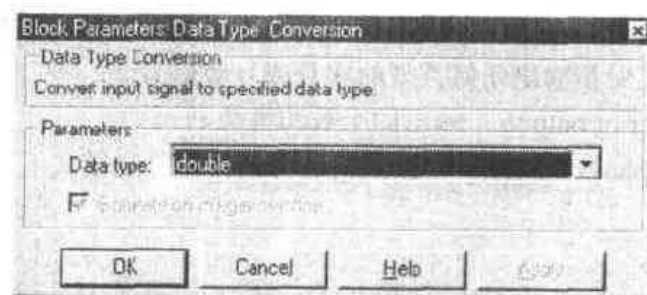 Block Parameters: Data Type Conversion
Data Type Conversion
Convert input signal to specified data type.
Parameters
Data type: double
OK Cancel Help Apply